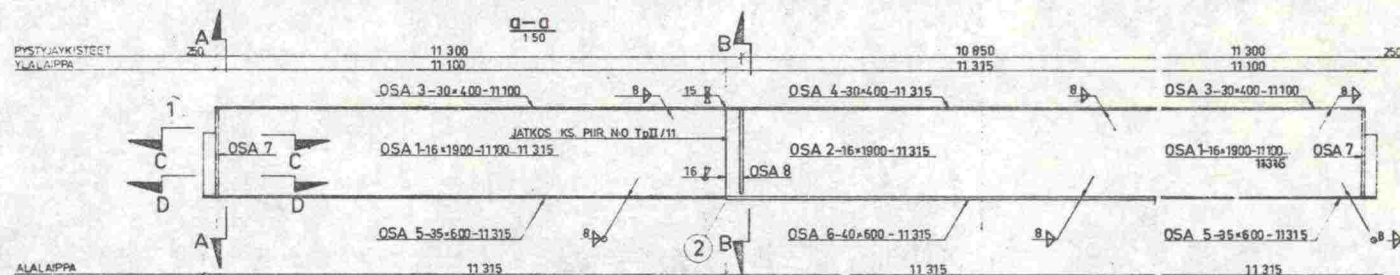 a-a
1:50
A
B
PYSTYJÄYKISTEET 250 11 300 10 850 11 300 250
YLÄLAIPPA 11 100 11 315 11 100
OSA 3-30×400-11100 8 15 OSA 4-30×400-11 315 8 OSA 3-30×400-11100 8
1
JATKOS KS. PIIR. N:O TpII/11
C C
OSA 7 OSA 1-16×1900-11100...11 315 OSA 2-16×1900-11315 OSA 1-16×1900-11100... OSA 7
11315
16 OSA 8
D D
A OSA 5-35×600-11315 8 2 B OSA 6-40×600-11315 8 OSA 5-35×600-11315 8
ALALAIPPA 11 315 11 315 11 315